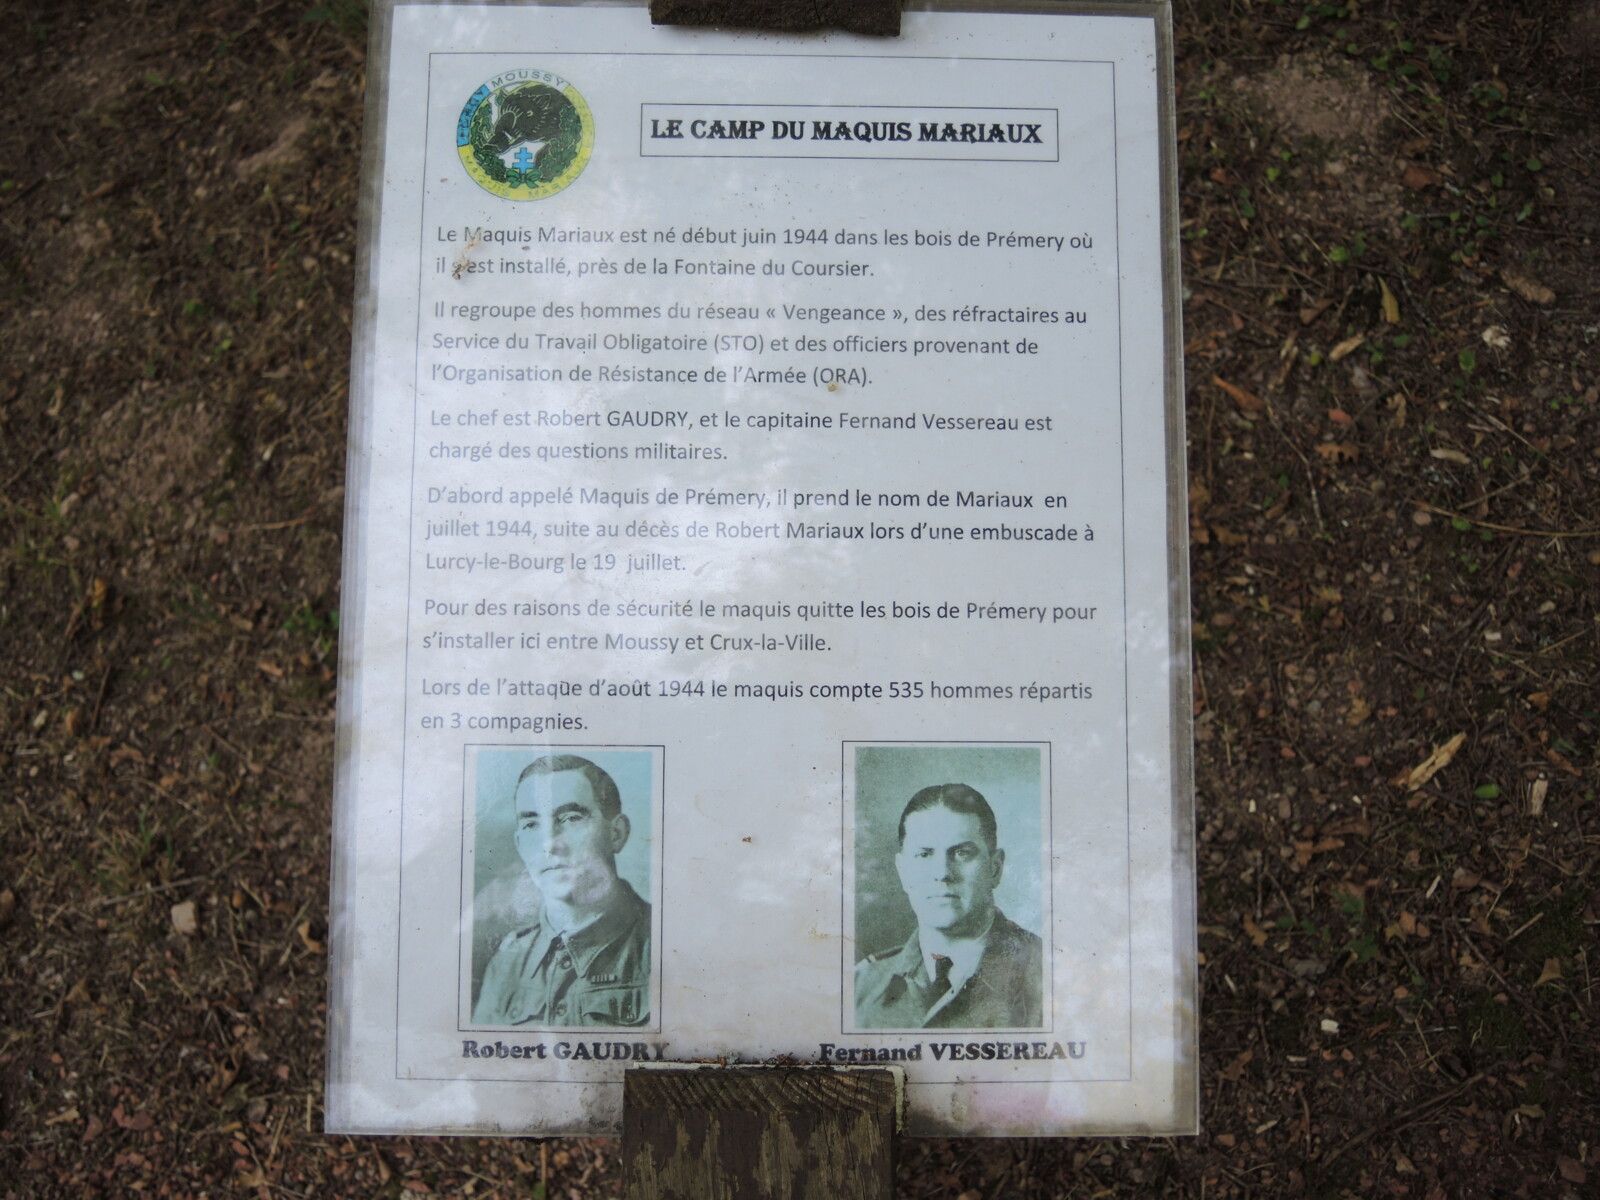 MOUSSY
LE CAMP DU MAQUIS MARIAUX
Le Maquis Mariaux est né début juin 1944 dans les bois de Prémery où
il s'est installé, près de la Fontaine du Coursier.
Il regroupe des hommes du réseau « Vengeance », des réfractaires au
Service du Travail Obligatoire (STO) et des officiers provenant de
l'Organisation de Résistance de l'Armée (ORA).
Le chef est Robert GAUDRY, et le capitaine Fernand Vessereau est
chargé des questions militaires.
D'abord appelé Maquis de Prémery, il prend le nom de Mariaux en
juillet 1944, suite au décès de Robert Mariaux lors d'une embuscade à
Lurcy-le-Bourg le 19 juillet.
Pour des raisons de sécurité le maquis quitte les bois de Prémery pour
s'installer ici entre Moussy et Crux-la-Ville.
Lors de l'attaque d'août 1944 le maquis compte 535 hommes répartis
en 3 compagnies.
Robert GAUDRY
Fernand VESSEREAU